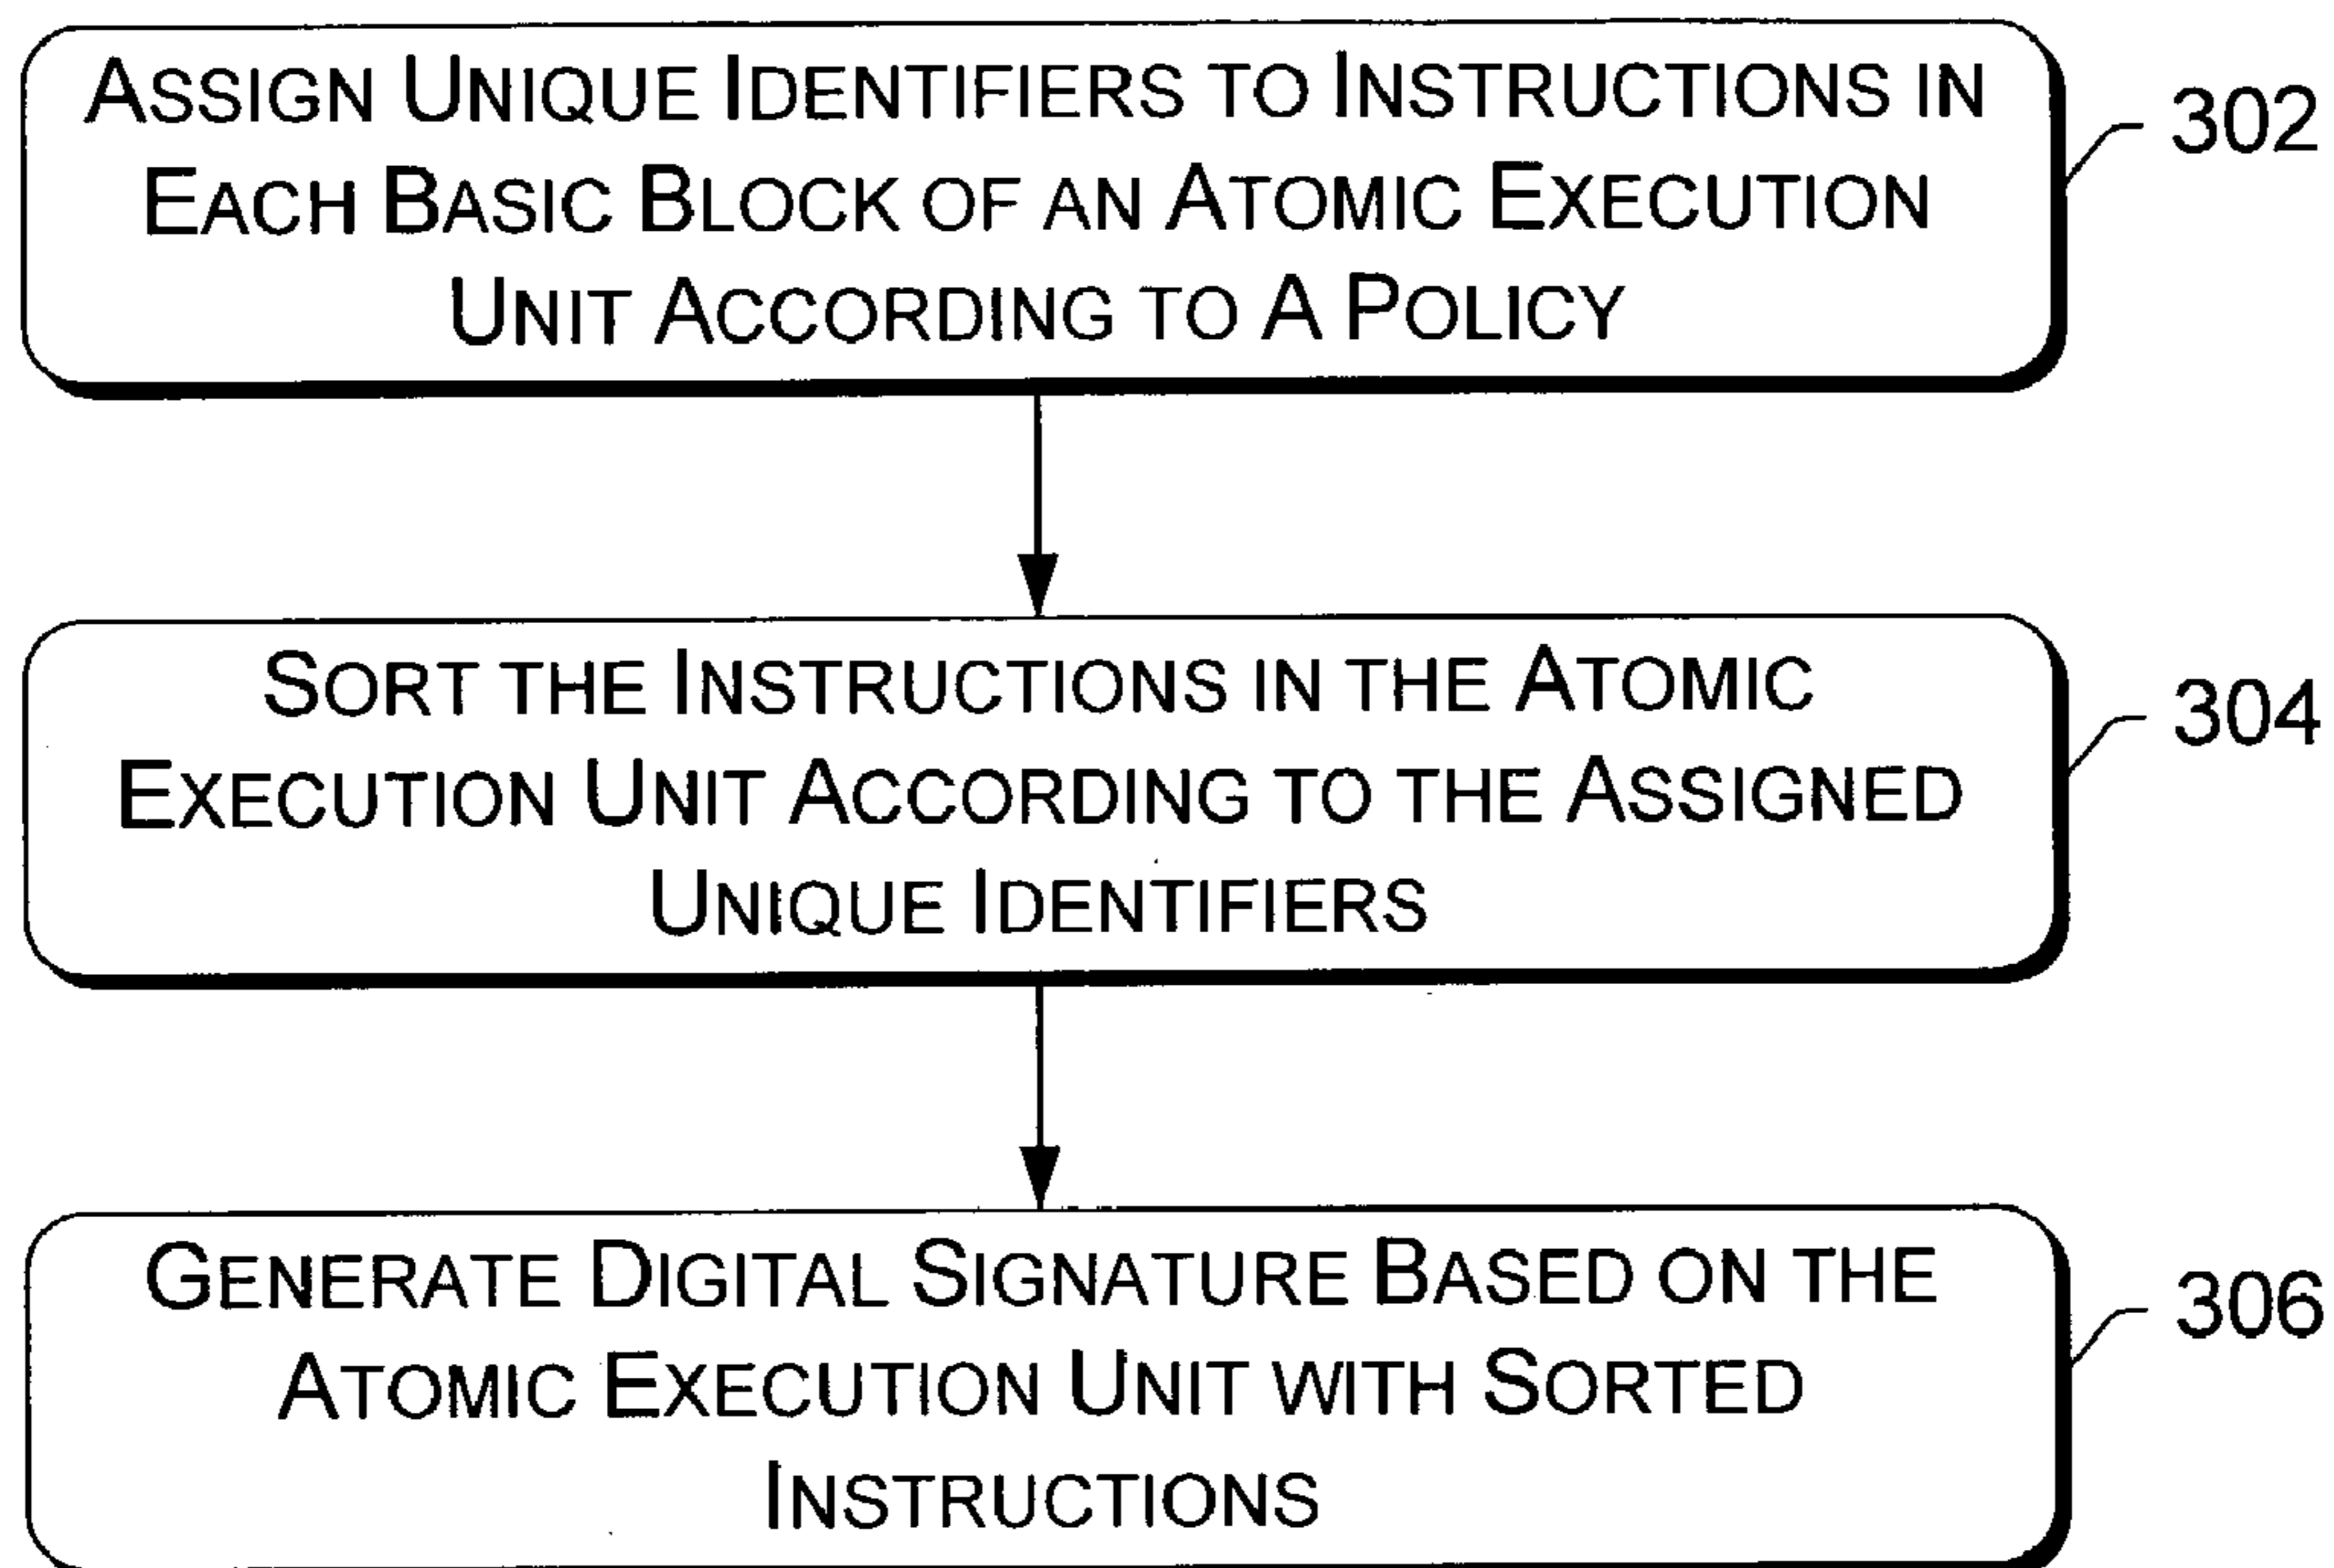 ASSIGN UNIQUE IDENTIFIERS TO INSTRUCTIONS IN
EACH BASIC BLOCK OF AN ATOMIC EXECUTION
UNIT ACCORDING TO A POLICY
302
SORT THE INSTRUCTIONS IN THE ATOMIC
EXECUTION UNIT ACCORDING TO THE ASSIGNED
UNIQUE IDENTIFIERS
304
GENERATE DIGITAL SIGNATURE BASED ON THE
ATOMIC EXECUTION UNIT WITH SORTED
INSTRUCTIONS
306